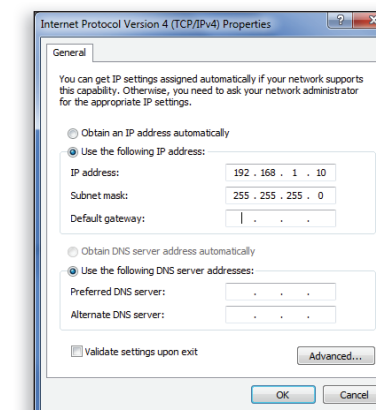 Internet Protocol Version 4 (TCP/IPv4) Properties
General
You can get IP settings assigned automatically if your network supports
this capability. Otherwise, you need to ask your network administrator
for the appropriate IP settings.
Obtain an IP address automatically
Use the following IP address:
IP address: 192 . 168 . 1 . 10
Subnet mask: 255 . 255 . 255 . 0
Default gateway: . . .
Obtain DNS server address automatically
Use the following DNS server addresses:
Preferred DNS server: . . .
Alternate DNS server: . . .
Validate settings upon exit
Advanced...
OK Cancel